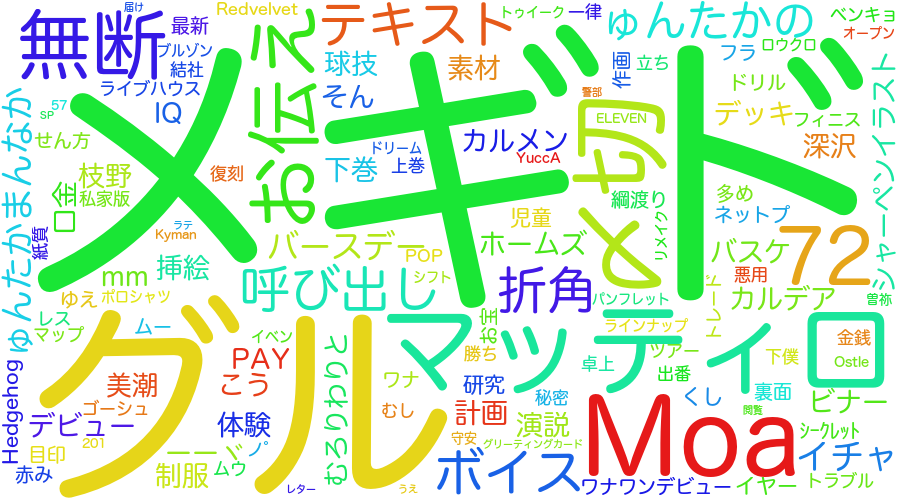 届け
トゥイーク
一律
最新
Redvelvet
テキスト
ゅんたかの
ベンキョ
オープン
無断
ブルゾン
結社
球技
素材
作画
立ち
フラ
ロウクロ
ライブハウス
お伝え
ドリル
シャーペンイラスト
IQ
そん
メギド
〆切
警部
デッキ
フィニス
SP
57
ELEVEN
せん方
カルメン
深沢
ドリーム
上巻
YuccA
下巻
枝野
復刻
私家版
綱渡り
多め
ネットプ
口金
児童
リメイク
ゅんたかまんなか
紙質
ラテ
Kyman
バースデー
POP
ホームズ
72
バスケ
mm
挿絵
シフト
悪用
曽祢
ゆえ
ポロシャツ
呼び出し
折角
パンフレット
トレード
カルデア
レス
マップ
ムー
グル
イベン
お宝
マッティロ
ラインナップ
金銭
勝ち
ツアー
下僕
Ostle
Hedgehog
PAY
こう
美潮
むろりわりと
ワナ
研究
卓上
出番
秘密
Moa
くし
裏面
ビナー
ゴーシュ
デビュー
体験
むし
計画
演説
閲覧
シークレット
201
ーーペ
ノ゚
守安
グリーティングカード
ボイス
イチャ
目印
赤み
制服
ムウ
レター
うえ
ワナワンデビュー
イヤー
トラブル